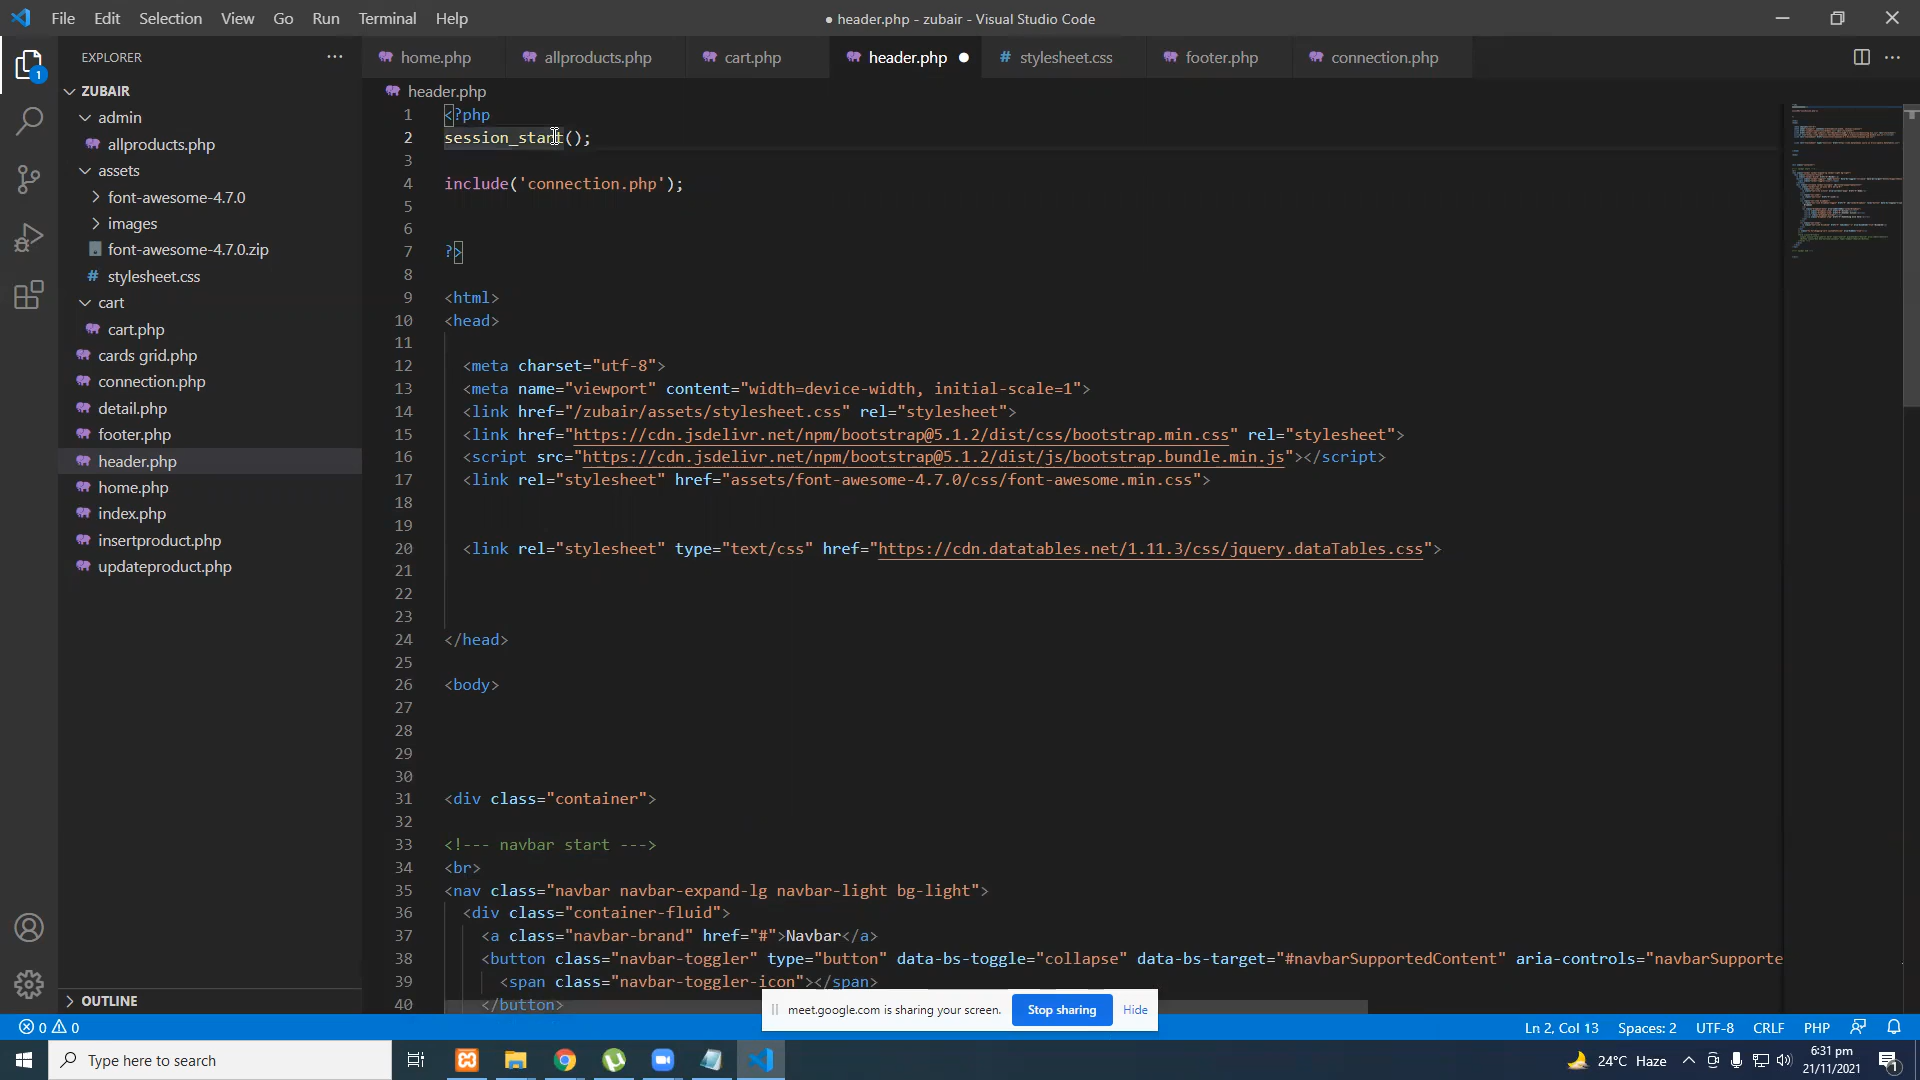 File Edit Selection View Go Run Terminal Help
● header.php - zubair - Visual Studio Code
EXPLORER
home.php
allproducts.php
cart.php
header.php
# stylesheet.css
footer.php
connection.php
1
ZUBAIR
admin
allproducts.php
assets
font-awesome-4.7.0
images
font-awesome-4.7.0.zip
# stylesheet.css
cart
cart.php
cards grid.php
connection.php
detail.php
footer.php
header.php
home.php
index.php
insertproduct.php
updateproduct.php
OUTLINE
header.php
1 <?php
2 session_start();
3
4 include('connection.php');
5
6
7 ?>
8
9 <html>
10 <head>
11
12 <meta charset="utf-8">
13 <meta name="viewport" content="width=device-width, initial-scale=1">
14 <link href="/zubair/assets/stylesheet.css" rel="stylesheet">
15 <link href="https://cdn.jsdelivr.net/npm/bootstrap@5.1.2/dist/css/bootstrap.min.css" rel="stylesheet">
16 <script src="https://cdn.jsdelivr.net/npm/bootstrap@5.1.2/dist/js/bootstrap.bundle.min.js"></script>
17 <link rel="stylesheet" href="assets/font-awesome-4.7.0/css/font-awesome.min.css">
18
19
20 <link rel="stylesheet" type="text/css" href="https://cdn.datatables.net/1.11.3/css/jquery.dataTables.css">
21
22
23
24 </head>
25
26 <body>
27
28
29
30
31 <div class="container">
32
33 <!--- navbar start --->
34 <br>
35 <nav class="navbar navbar-expand-lg navbar-light bg-light">
36 <div class="container-fluid">
37 <a class="navbar-brand" href="#">Navbar</a>
38 <button class="navbar-toggler" type="button" data-bs-toggle="collapse" data-bs-target="#navbarSupportedContent" aria-controls="navbarSupporte
39 <span class="navbar-toggler-icon"></span>
40 </button>
meet.google.com is sharing your screen. Stop sharing Hide
0 0
Ln 2, Col 13 Spaces: 2 UTF-8 CRLF PHP
Type here to search
24°C Haze
6:31 pm
21/11/2021
1